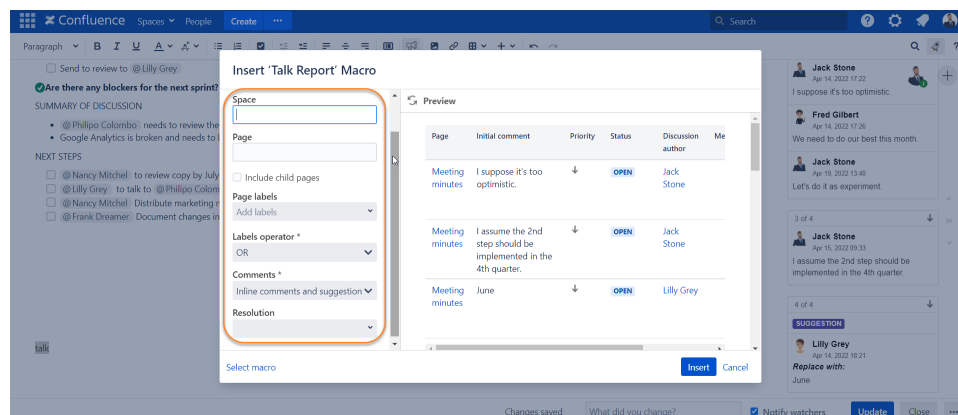 Confluence Spaces People Create ··· Search
Paragraph B I U A
Send to review to @Lilly Grey
Are there any blockers for the next sprint?
SUMMARY OF DISCUSSION
@Philipo Colombo needs to review the
Google Analytics is broken and needs to
NEXT STEPS
@Nancy Mitchel to review copy by July
@Lilly Grey to talk to @Philipo Colom
@Nancy Mitchel Distribute marketing
@Frank Dreamer Document changes in
talk
Insert 'Talk Report' Macro
Space
Page
Include child pages
Page labels
Add labels
Labels operator *
OR
Comments *
Inline comments and suggestion
Resolution
Select macro
Preview
Page Initial comment Priority Status Discussion author Me
Meeting minutes I suppose it's too optimistic. OPEN Jack Stone
Meeting minutes I assume the 2nd step should be implemented in the 4th quarter. OPEN Jack Stone
Meeting minutes June OPEN Lilly Grey
Insert Cancel
Jack Stone
Apr 14, 2022 17:22
I suppose it's too optimistic.
Fred Gilbert
Apr 14, 2022 17:26
We need to do our best this month.
Jack Stone
Apr 19, 2022 13:40
Let's do it as experiment.
3 of 4
Jack Stone
Apr 15, 2022 09:33
I assume the 2nd step should be
implemented in the 4th quarter.
4 of 4
SUGGESTION
Lilly Grey
Apr 14, 2022 18:21
Replace with:
June
Changes saved What did you change? Notify watchers Update Close ···